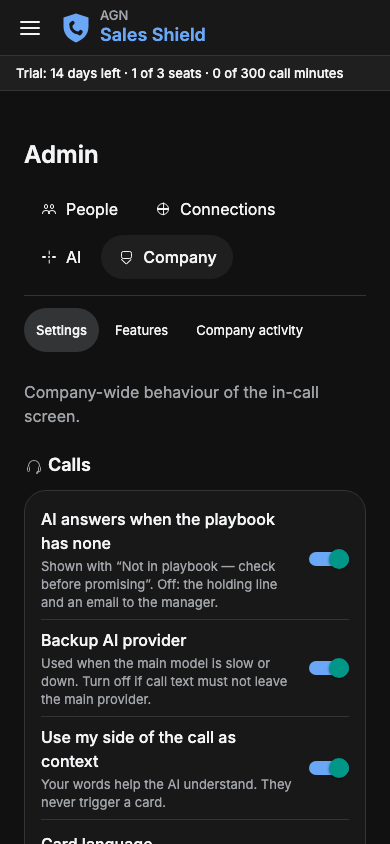 AGN
Sales Shield
Trial: 14 days left · 1 of 3 seats · 0 of 300 call minutes
Admin
People
Connections
AI
Company
Settings
Features
Company activity
Company-wide behaviour of the in-call
screen.
Calls
AI answers when the playbook
has none
Shown with “Not in playbook — check
before promising”. Off: the holding line
and an email to the manager.
Backup AI provider
Used when the main model is slow or
down. Turn off if call text must not leave
the main provider.
Use my side of the call as
context
Your words help the AI understand. They
never trigger a card.
Card language